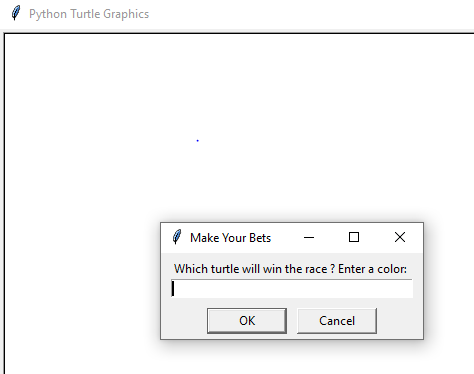 Python Turtle Graphics
Make Your Bets
Which turtle will win the race ? Enter a color:
OK
Cancel